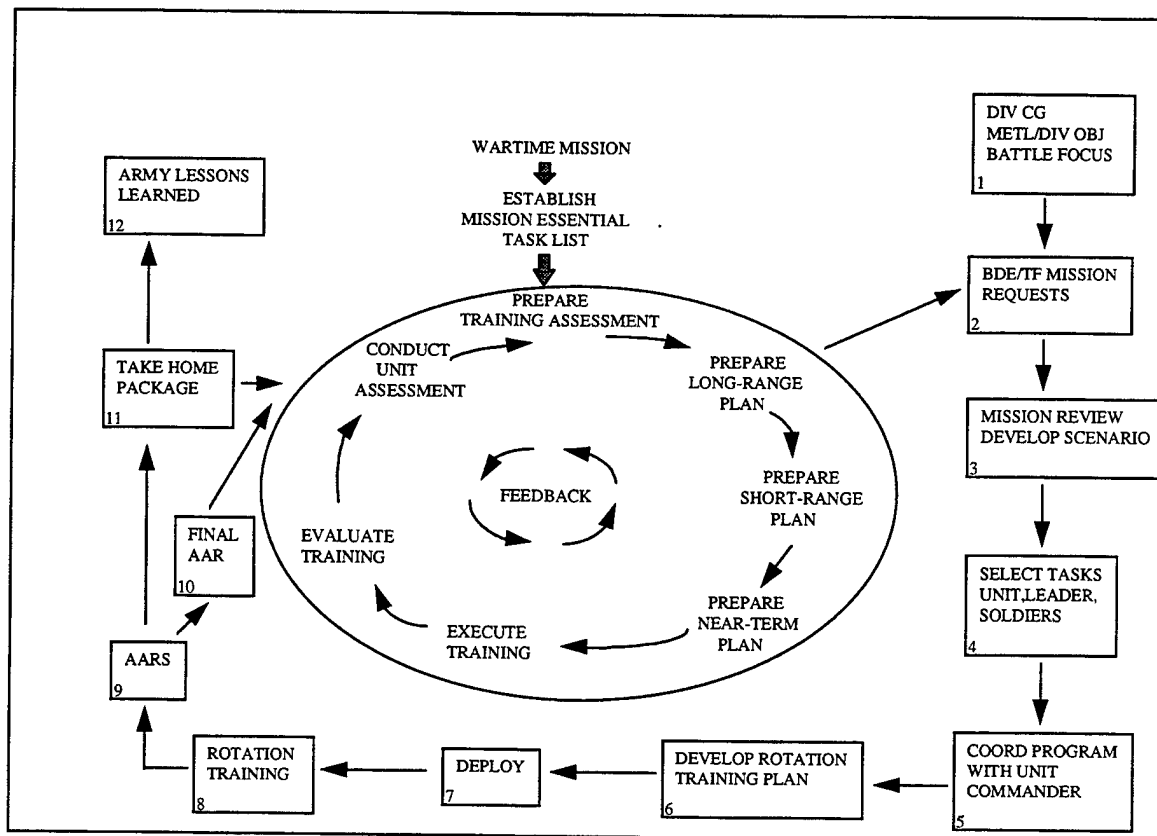 WARTIME MISSION
ESTABLISH
MISSION ESSENTIAL
TASK LIST
PREPARE
TRAINING ASSESSMENT
PREPARE
LONG-RANGE
PLAN
PREPARE
SHORT-RANGE
PLAN
PREPARE
NEAR-TERM
PLAN
EXECUTE
TRAINING
EVALUATE
TRAINING
CONDUCT
UNIT
ASSESSMENT
FEEDBACK
DIV CG
METL/DIV OBJ
BATTLE FOCUS
1
BDE/TF MISSION
REQUESTS
2
MISSION REVIEW
DEVELOP SCENARIO
3
SELECT TASKS
UNIT,LEADER,
SOLDIERS
4
COORD PROGRAM
WITH UNIT
COMMANDER
5
DEVELOP ROTATION
TRAINING PLAN
6
DEPLOY
7
ROTATION
TRAINING
8
AARS
9
FINAL
AAR
10
TAKE HOME
PACKAGE
11
ARMY LESSONS
LEARNED
12